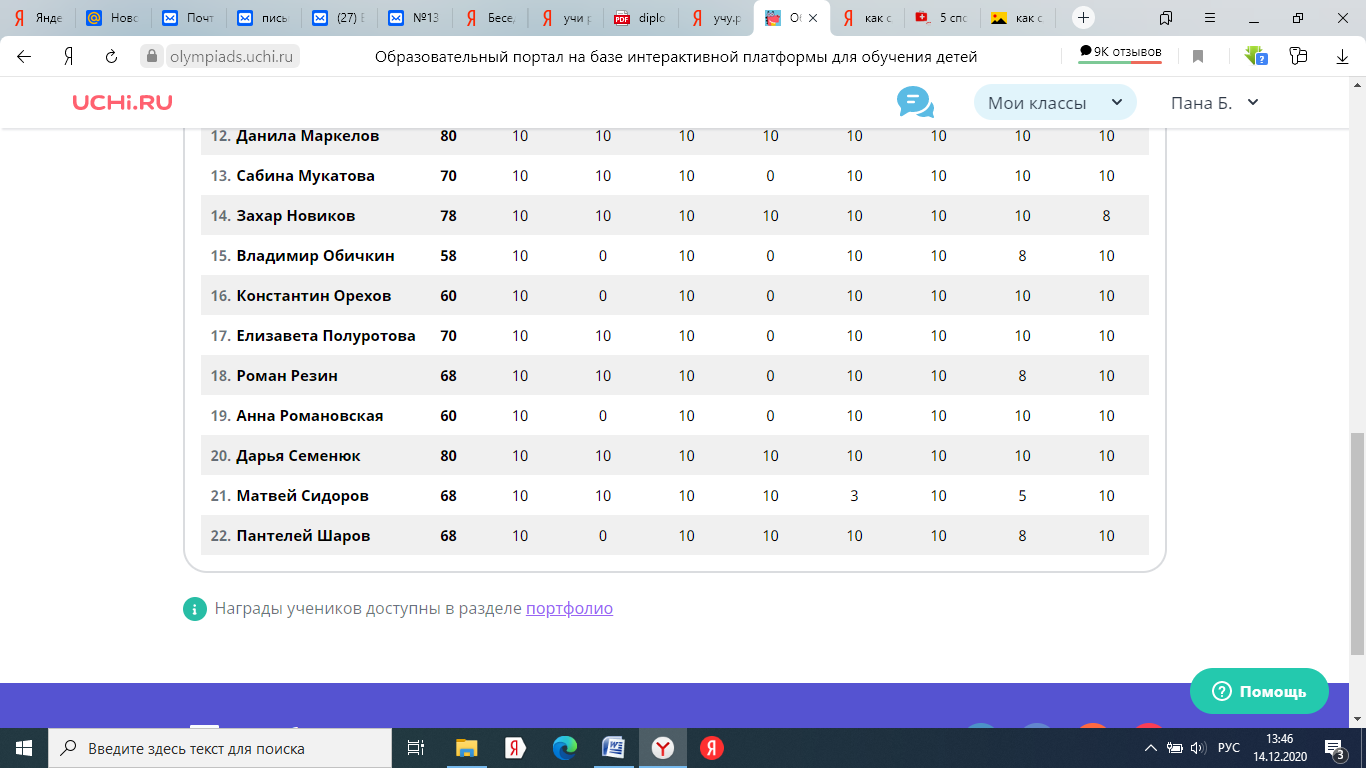 Янде
Новс
Почт
письм
(27) В
№13
Бесе,
учи р
diplo
учу.р
Об
как с
5 спо
как с
olympiads.uchi.ru
Образовательный портал на базе интерактивной платформы для обучения детей
9K отзывов
UCHi.RU
Мои классы
Пана Б.
12. Данила Маркелов 80 10 10 10 10 10 10 10 10
13. Сабина Мукатова 70 10 10 10 0 10 10 10 10
14. Захар Новиков 78 10 10 10 10 10 10 10 8
15. Владимир Обичкин 58 10 0 10 0 10 10 8 10
16. Константин Орехов 60 10 0 10 0 10 10 10 10
17. Елизавета Полуротова 70 10 10 10 0 10 10 10 10
18. Роман Резин 68 10 10 10 0 10 10 8 10
19. Анна Романовская 60 10 0 10 0 10 10 10 10
20. Дарья Семенюк 80 10 10 10 10 10 10 10 10
21. Матвей Сидоров 68 10 10 10 10 3 10 5 10
22. Пантелей Шаров 68 10 0 10 10 10 10 8 10
Награды учеников доступны в разделе портфолио
Помощь
Введите здесь текст для поиска
РУС
13:46
14.12.2020
3